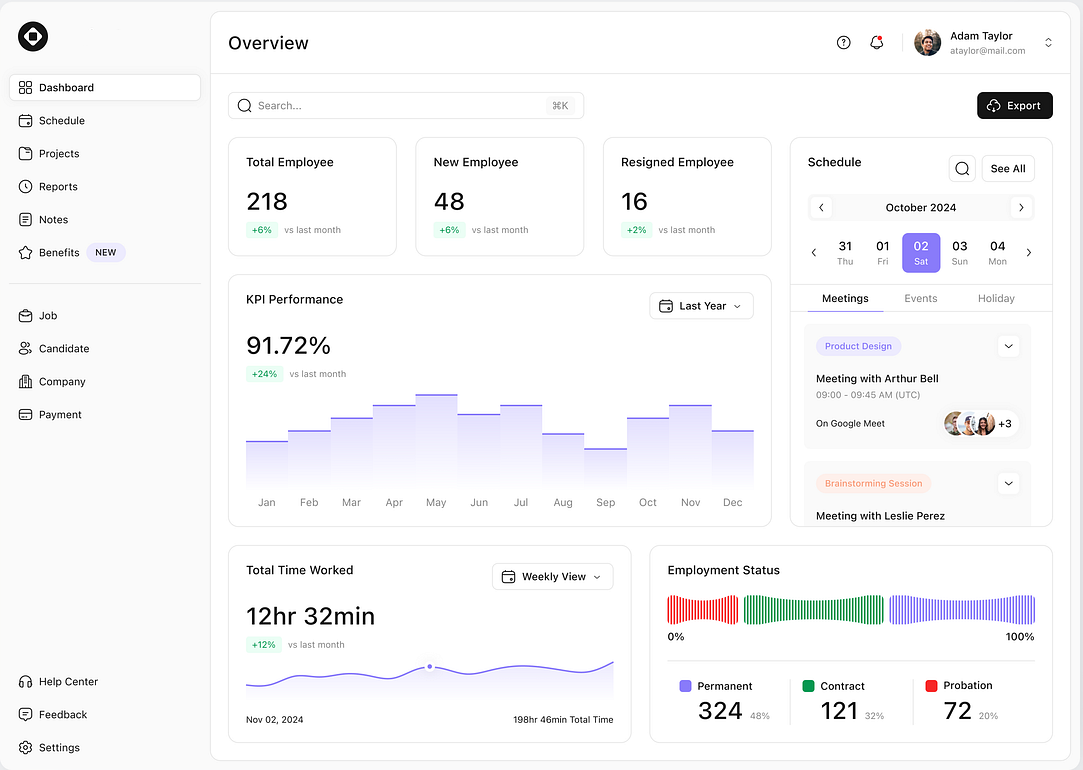 Dashboard
Schedule
Projects
Reports
Notes
Benefits NEW
Job
Candidate
Company
Payment
Help Center
Feedback
Settings
Overview
Adam Taylor
ataylor@mail.com
Search... ⌘K
Export
Total Employee
218
+6% vs last month
New Employee
48
+6% vs last month
Resigned Employee
16
+2% vs last month
KPI Performance
Last Year
91.72%
+24% vs last month
Jan Feb Mar Apr May Jun Jul Aug Sep Oct Nov Dec
Schedule
See All
October 2024
31 01 02 03 04
Thu Fri Sat Sun Mon
Meetings Events Holiday
Product Design
Meeting with Arthur Bell
09:00 - 09:45 AM (UTC)
On Google Meet +3
Brainstorming Session
Meeting with Leslie Perez
Total Time Worked
Weekly View
12hr 32min
+12% vs last month
Nov 02, 2024 198hr 46min Total Time
Employment Status
0% 100%
Permanent
324 48%
Contract
121 32%
Probation
72 20%